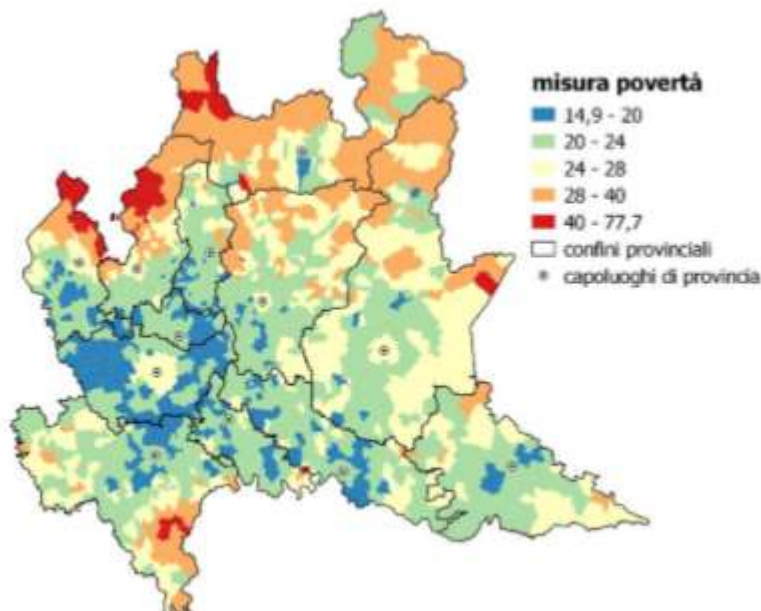 misura povertà
14,9 - 20
20 - 24
24 - 28
28 - 40
40 - 77,7
confini provinciali
capoluoghi di provincia